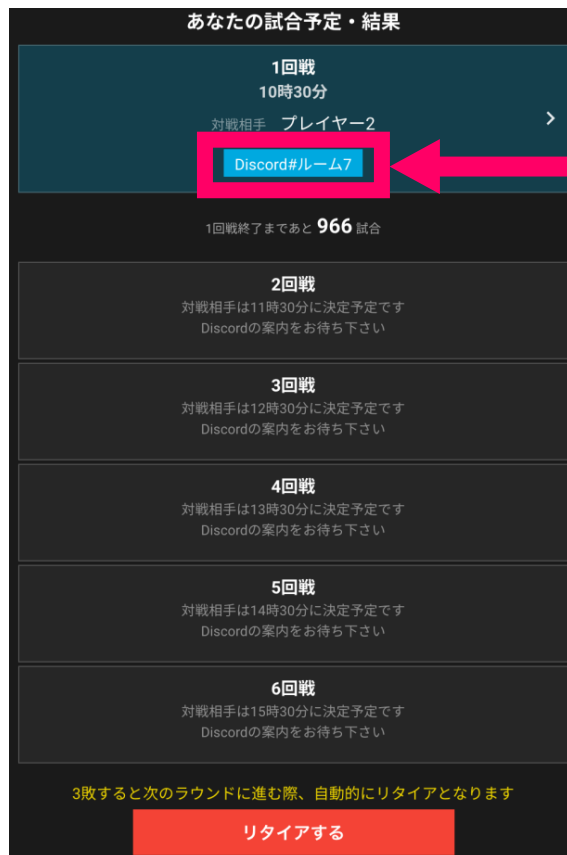 あなたの試合予定・結果
1回戦
10時30分
対戦相手 プレイヤー2
Discord#ルーム7
1回戦終了まであと 966 試合
2回戦
対戦相手は11時30分に決定予定です
Discordの案内をお待ち下さい
3回戦
対戦相手は12時30分に決定予定です
Discordの案内をお待ち下さい
4回戦
対戦相手は13時30分に決定予定です
Discordの案内をお待ち下さい
5回戦
対戦相手は14時30分に決定予定です
Discordの案内をお待ち下さい
6回戦
対戦相手は15時30分に決定予定です
Discordの案内をお待ち下さい
3敗すると次のラウンドに進む際、自動的にリタイアとなります
リタイアする